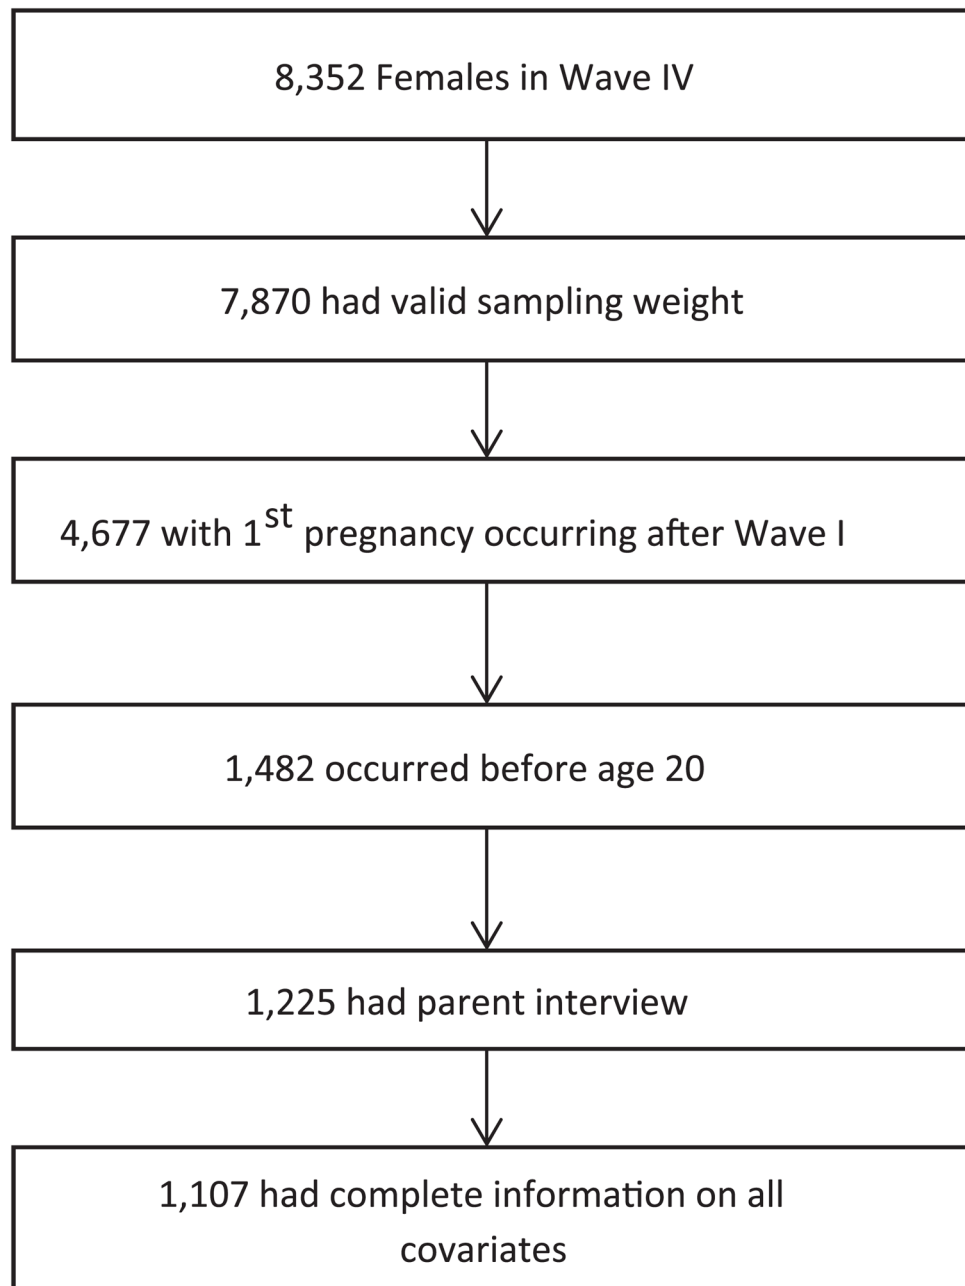 8,352 Females in Wave IV
7,870 had valid sampling weight
4,677 with 1st pregnancy occurring after Wave I
1,482 occurred before age 20
1,225 had parent interview
1,107 had complete information on all
covariates